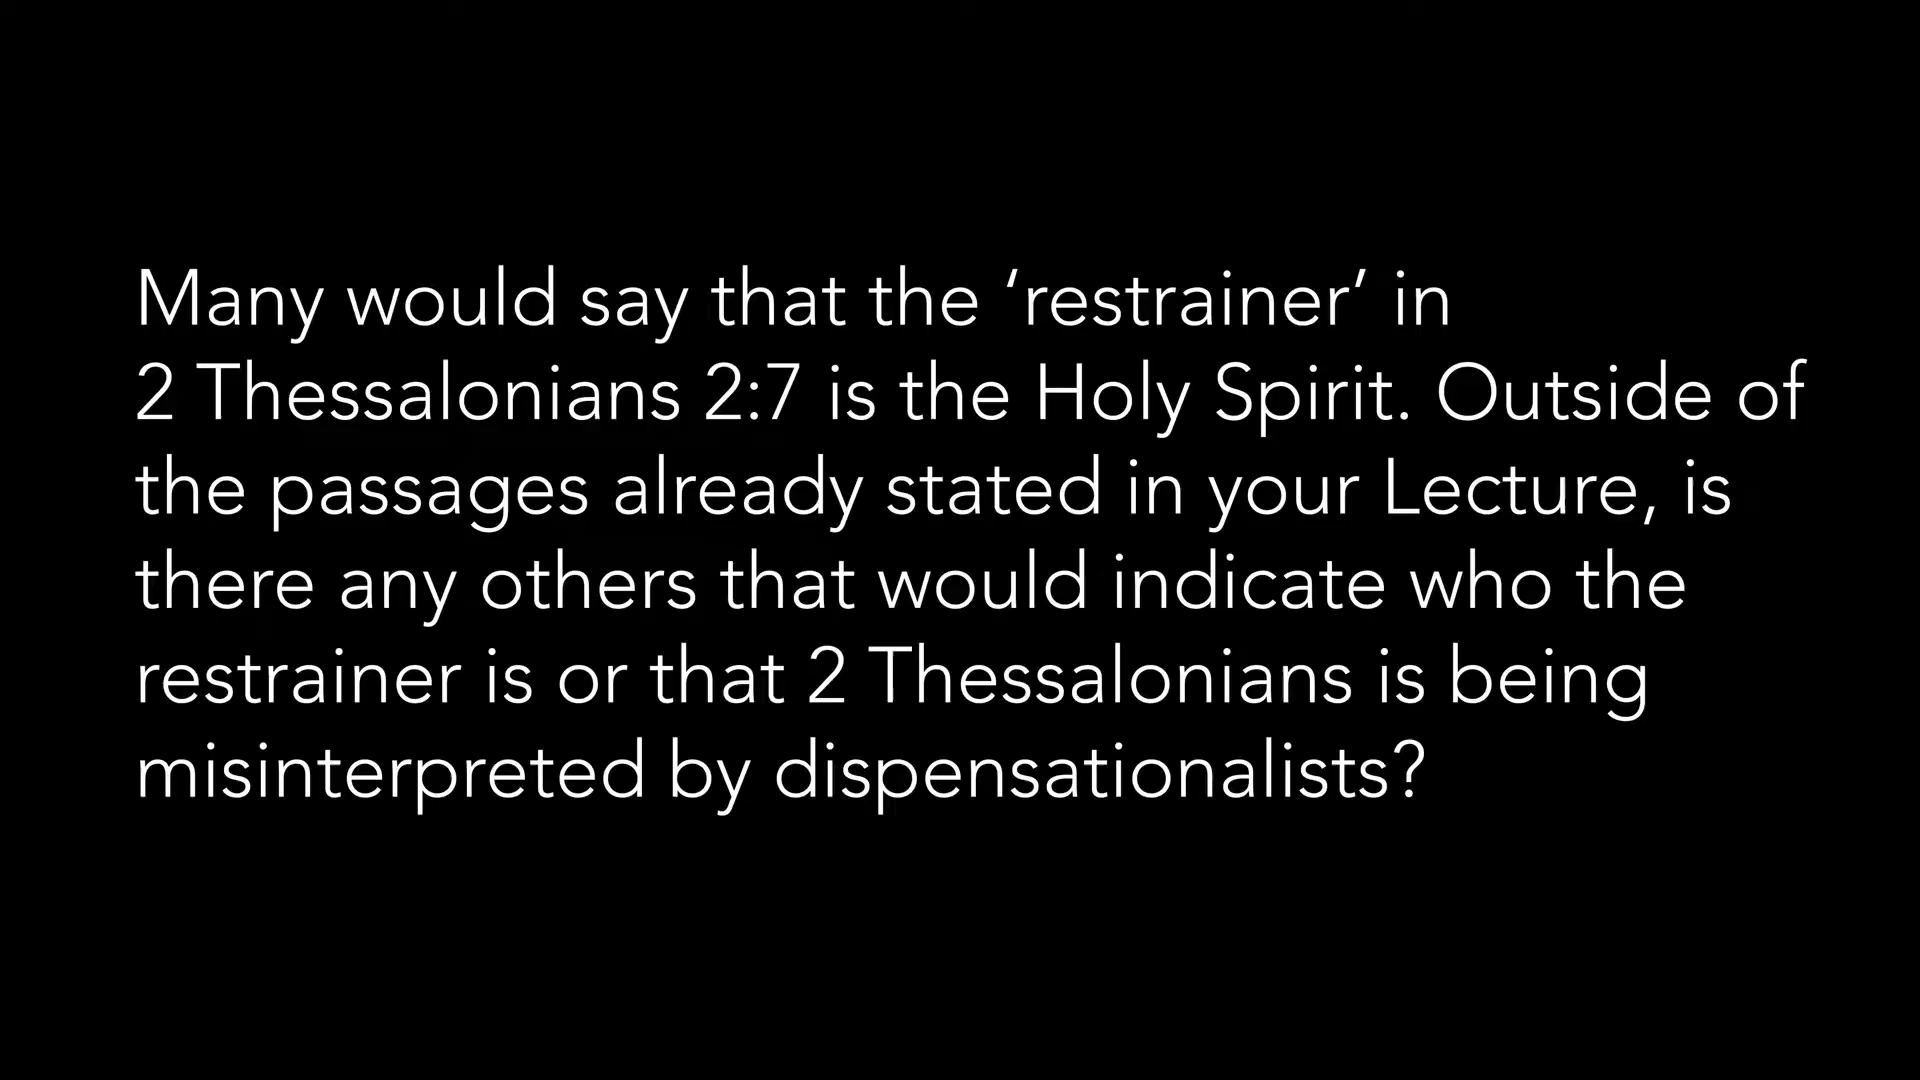 Many would say that the ‘restrainer’ in
2 Thessalonians 2:7 is the Holy Spirit. Outside of
the passages already stated in your Lecture, is
there any others that would indicate who the
restrainer is or that 2 Thessalonians is being
misinterpreted by dispensationalists?